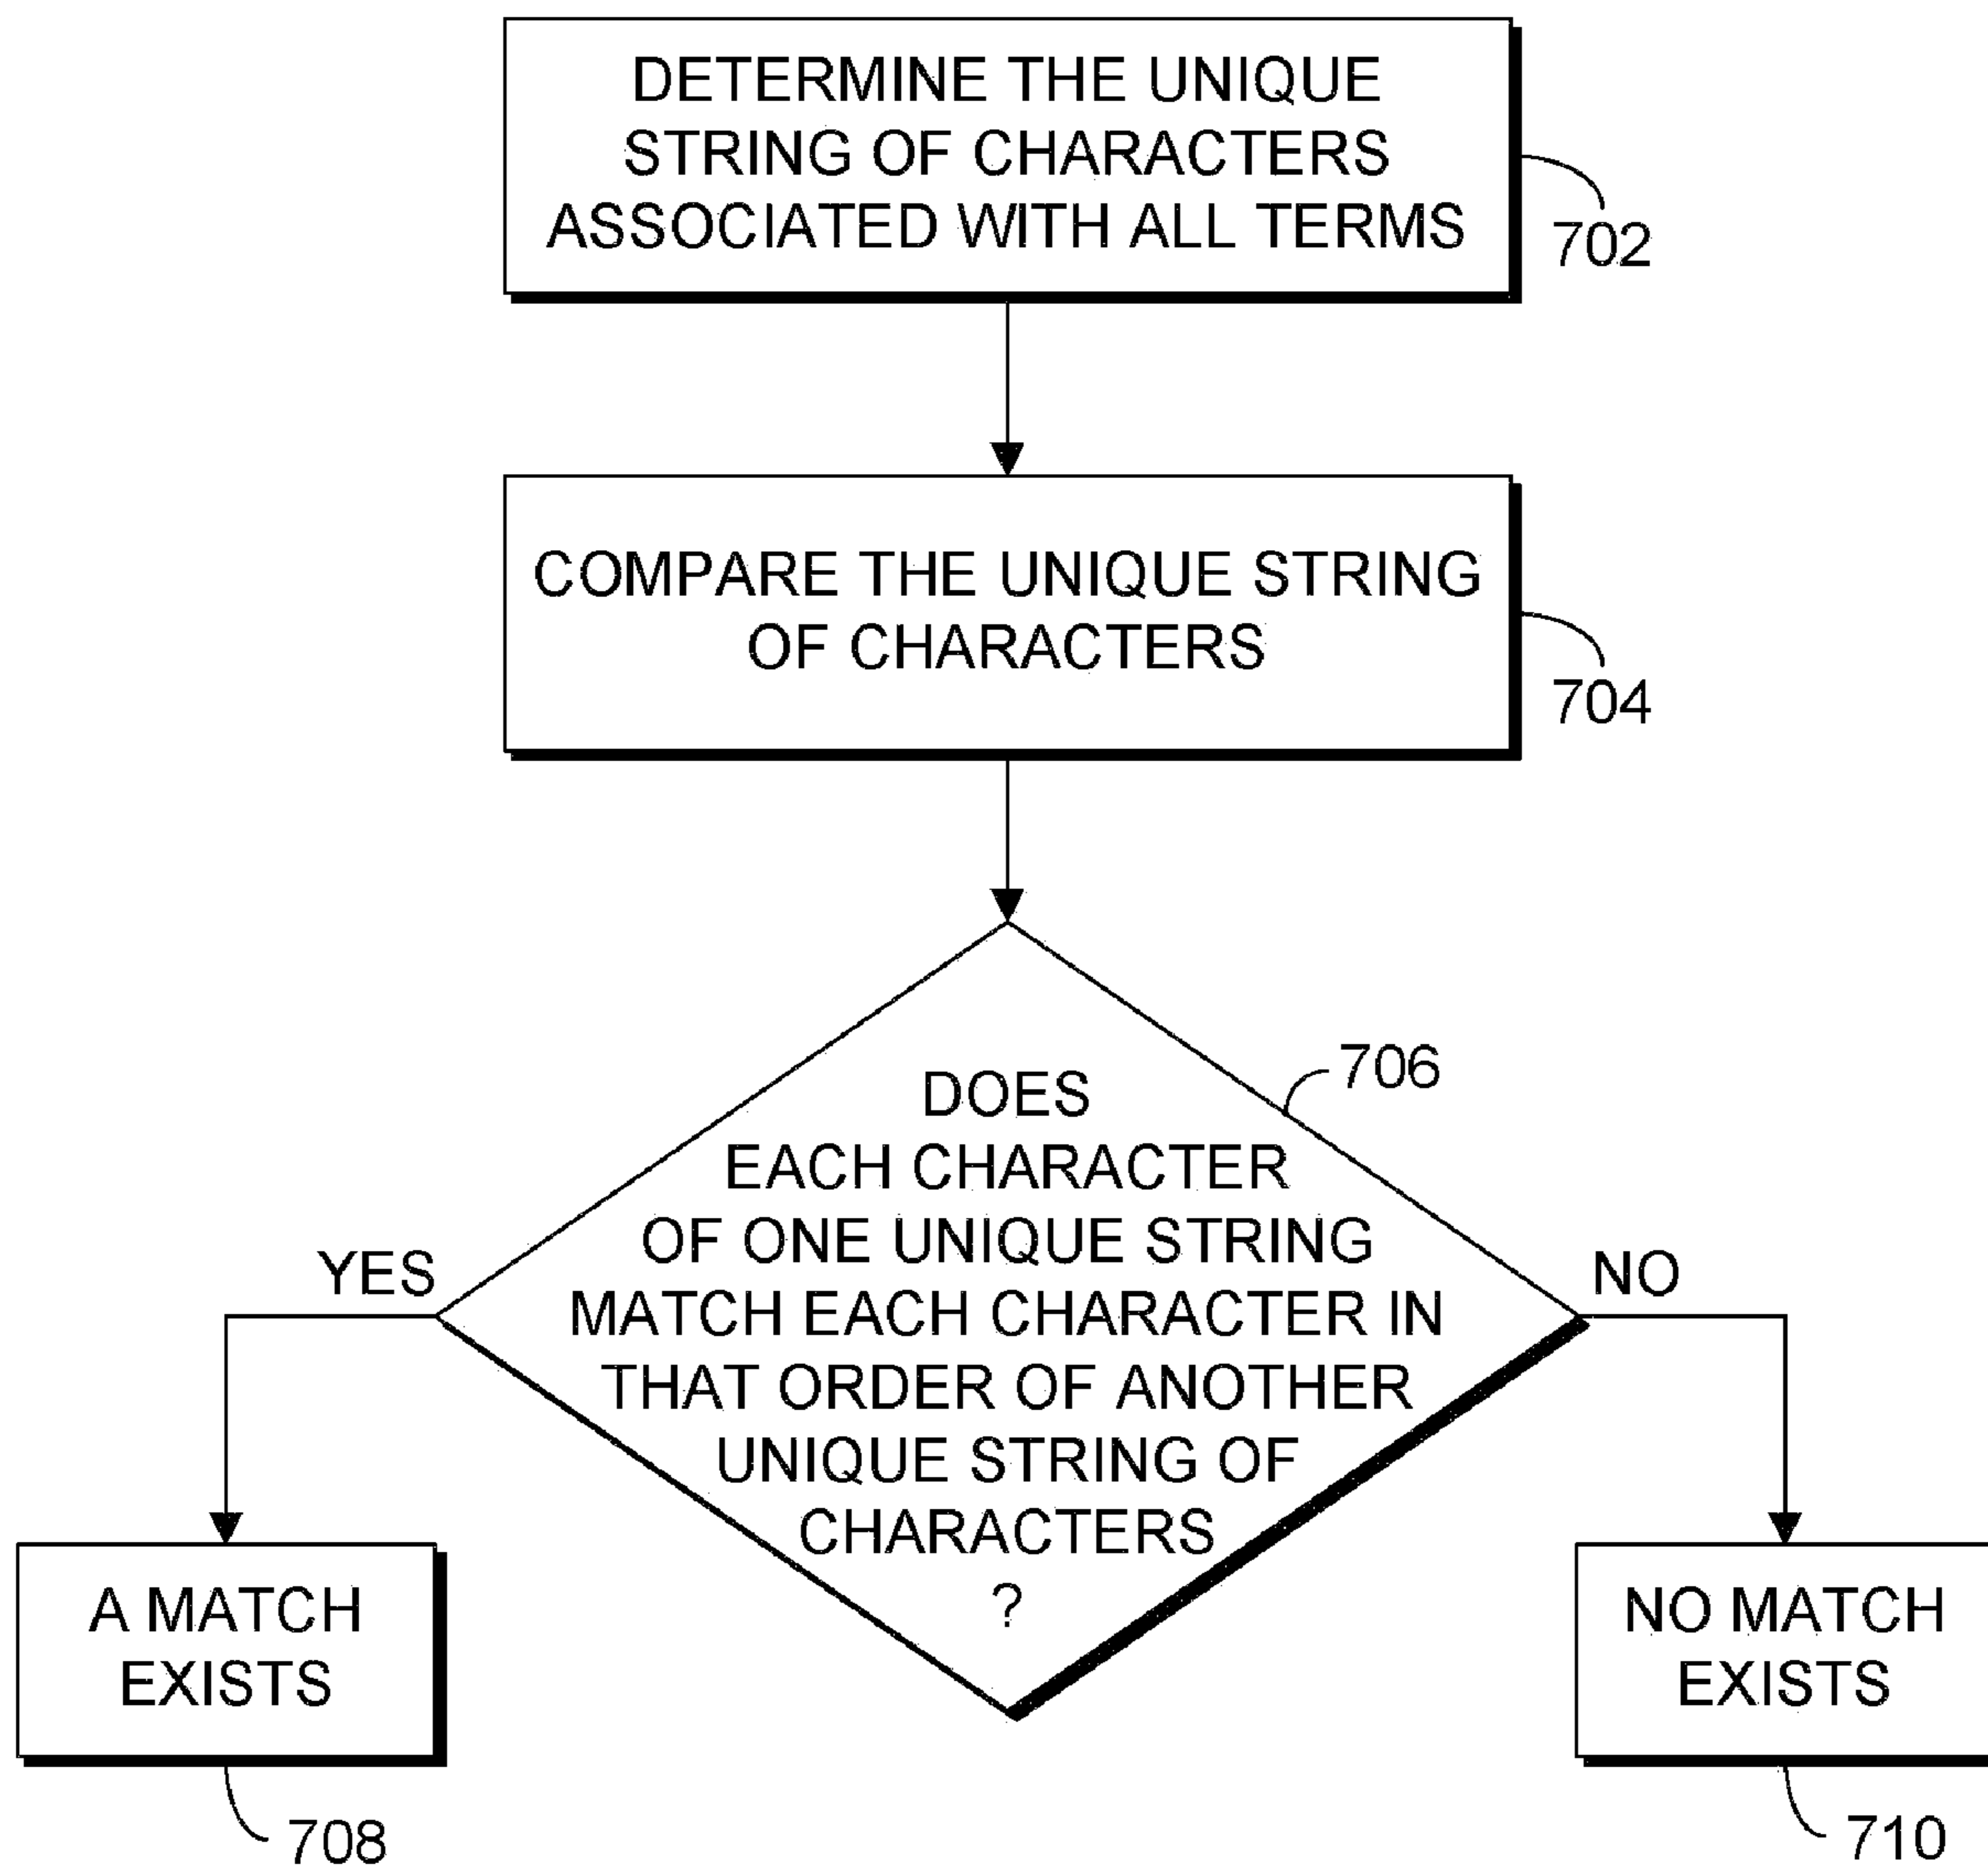 DETERMINE THE UNIQUE
STRING OF CHARACTERS
ASSOCIATED WITH ALL TERMS
702
COMPARE THE UNIQUE STRING
OF CHARACTERS
704
706
DOES
EACH CHARACTER
OF ONE UNIQUE STRING
MATCH EACH CHARACTER IN
THAT ORDER OF ANOTHER
UNIQUE STRING OF
CHARACTERS
?
YES
NO
A MATCH
EXISTS
708
NO MATCH
EXISTS
710